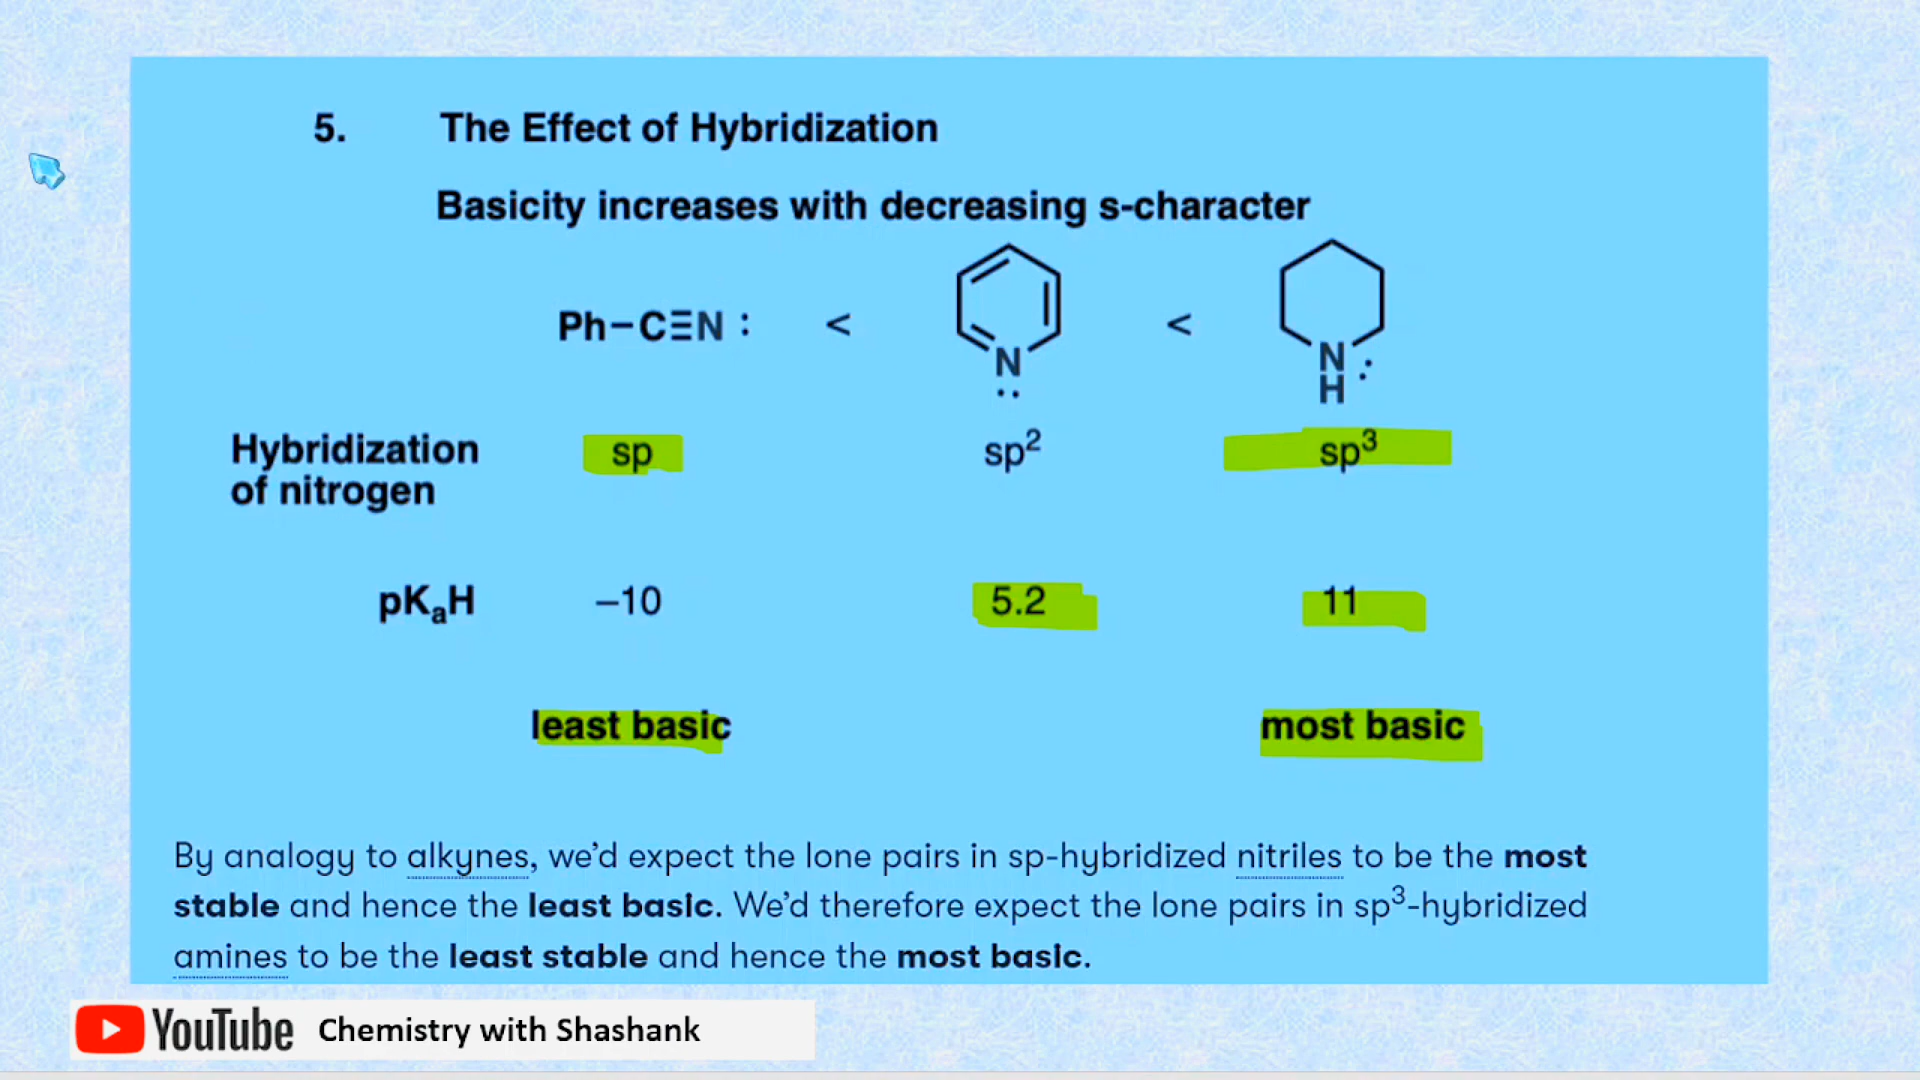 5. The Effect of Hybridization
Basicity increases with decreasing s-character
Ph–C≡N : < N : < N H :
Hybridization of nitrogen sp sp² sp³
pKₐH –10 5.2 11
least basic most basic
By analogy to alkynes, we’d expect the lone pairs in sp-hybridized nitriles to be the most
stable and hence the least basic. We’d therefore expect the lone pairs in sp³-hybridized
amines to be the least stable and hence the most basic.
YouTube Chemistry with Shashank